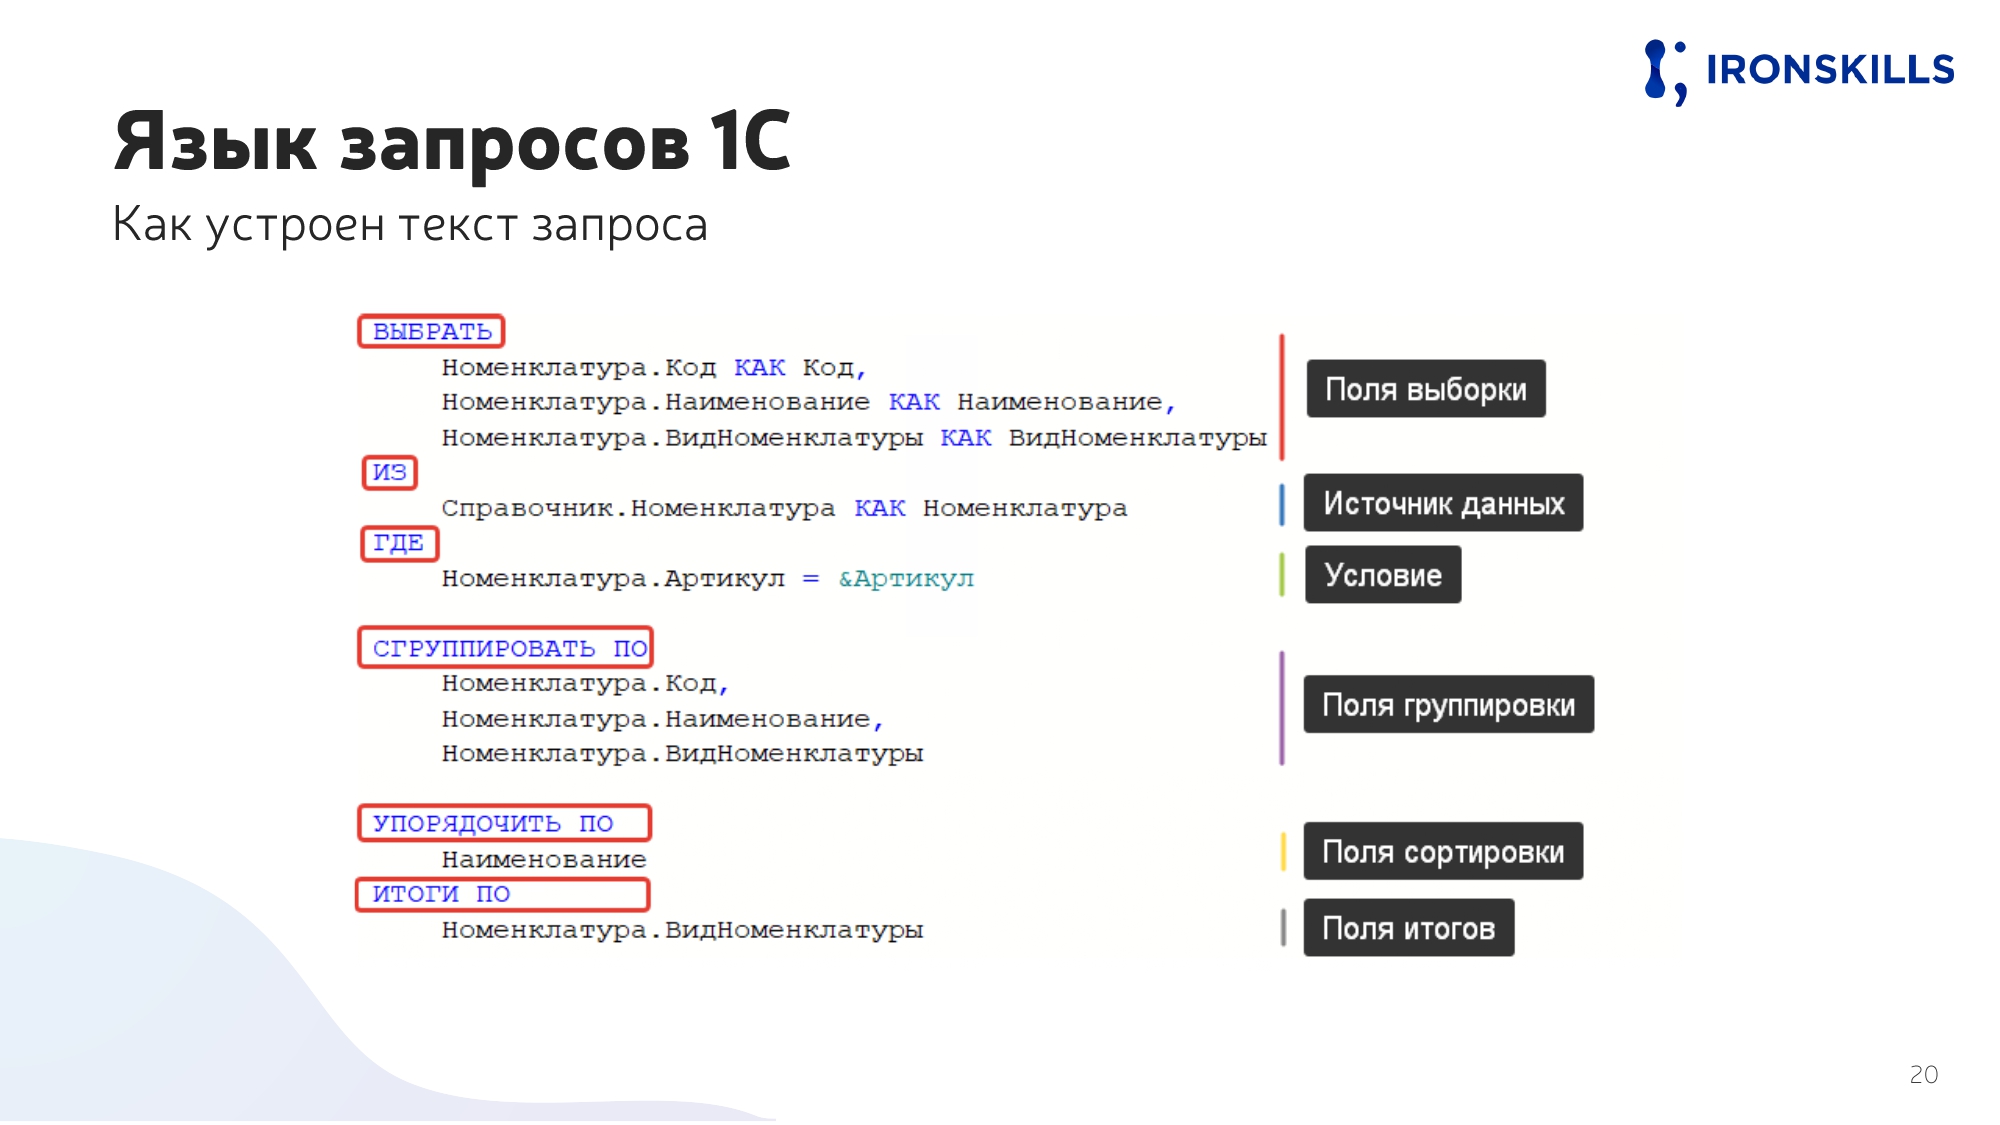 IRONSKILLS
Язык запросов 1С
Как устроен текст запроса
ВЫБРАТЬ
Номенклатура.Код КАК Код,
Номенклатура.Наименование КАК Наименование,
Номенклатура.ВидНоменклатуры КАК ВидНоменклатуры
Поля выборки
ИЗ
Справочник.Номенклатура КАК Номенклатура
Источник данных
ГДЕ
Номенклатура.Артикул = &Артикул
Условие
СГРУППИРОВАТЬ ПО
Номенклатура.Код,
Номенклатура.Наименование,
Номенклатура.ВидНоменклатуры
Поля группировки
УПОРЯДОЧИТЬ ПО
Наименование
Поля сортировки
ИТОГИ ПО
Номенклатура.ВидНоменклатуры
Поля итогов
20